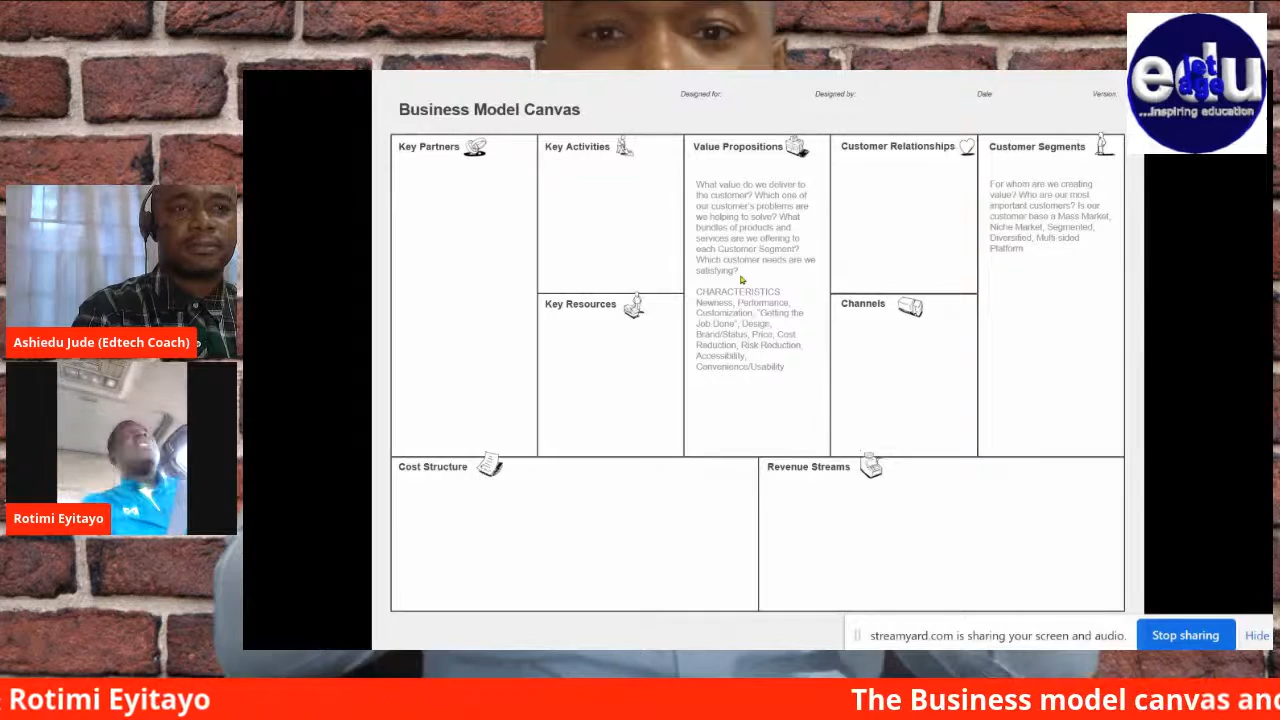 edu
let
age
...inspiring education
Designed for:
Designed by:
Date
Version:
Business Model Canvas
Key Partners
Key Activities
Value Propositions
Customer Relationships
Customer Segments
What value do we deliver to
the customer? Which one of
our customer's problems are
we helping to solve? What
bundles of products and
services are we offering to
each Customer Segment?
Which customer needs are we
satisfying?
CHARACTERISTICS
Newness, Performance,
Customization, "Getting the
Job Done", Design,
Brand/Status, Price, Cost
Reduction, Risk Reduction,
Accessibility,
Convenience/Usability
For whom are we creating
value? Who are our most
important customers? Is our
customer base a Mass Market,
Niche Market, Segmented,
Diversified, Multi-sided
Platform
Key Resources
Channels
Cost Structure
Revenue Streams
Ashiedu Jude (Edtech Coach)
Rotimi Eyitayo
streamyard.com is sharing your screen and audio.
Stop sharing
Hide
Rotimi Eyitayo
The Business model canvas and